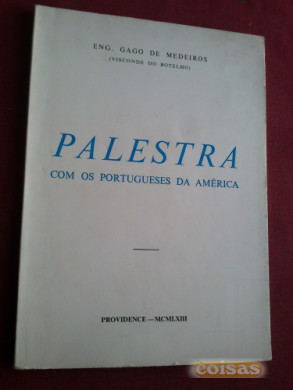 ENG. GAGO DE MEDEIROS
(VISCONDE DO BOTELHO)
PALESTRA
COM OS PORTUGUESES DA AMÉRICA
PROVIDENCE — MCMLXIII
coisas